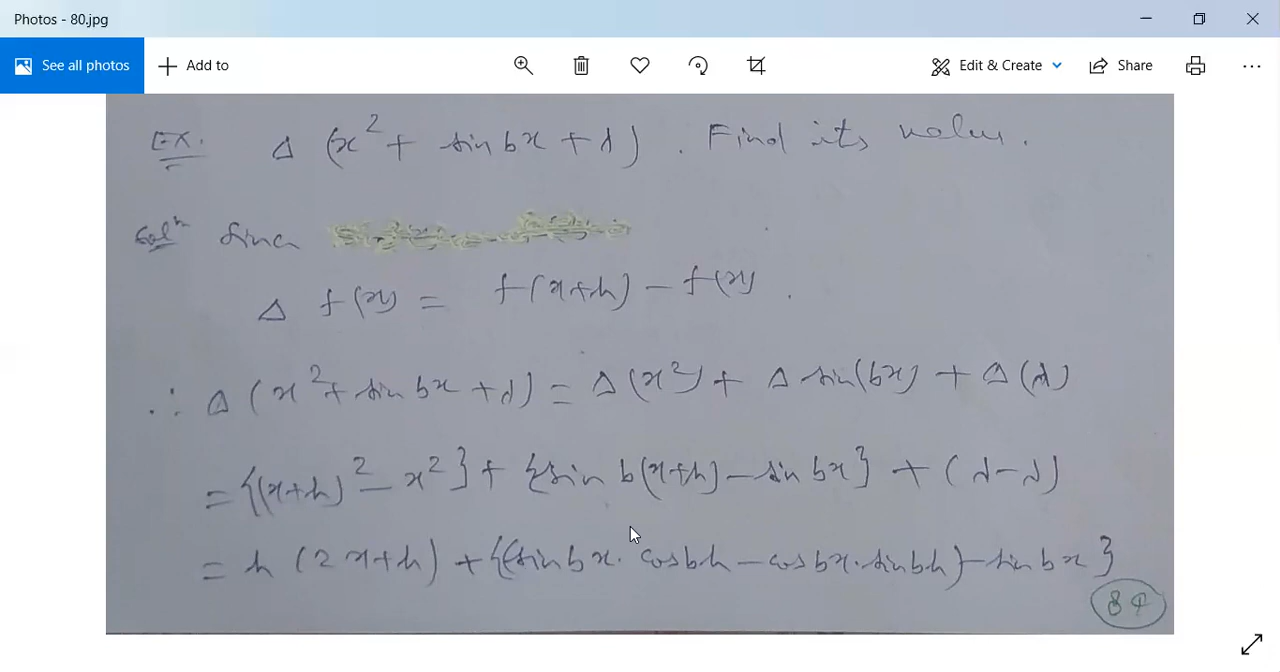 Photos - 80.jpg
See all photos
Add to
Edit & Create
Share
Ex. Δ (x² + sin bx + d). Find its value.
Solⁿ Since
Δ f(x) = f(x+h) - f(x).
∴ Δ (x² + sin bx + d) = Δ(x²) + Δ sin(bx) + Δ(d)
= {(x+h)² - x²} + {sin b(x+h) - sin bx} + (d-d)
= h (2x+h) + {(sin bx. cos bh - cos bx. sin bh) - sin bx}
84